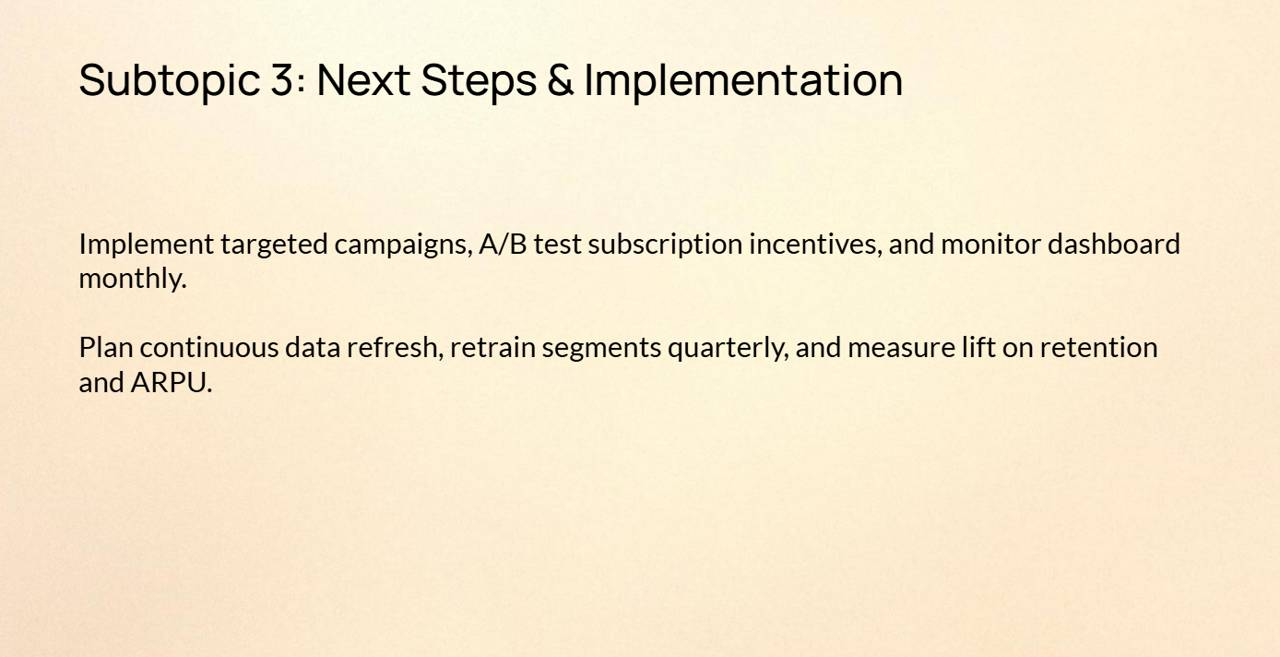 Subtopic 3: Next Steps & Implementation
Implement targeted campaigns, A/B test subscription incentives, and monitor dashboard
monthly.
Plan continuous data refresh, retrain segments quarterly, and measure lift on retention
and ARPU.